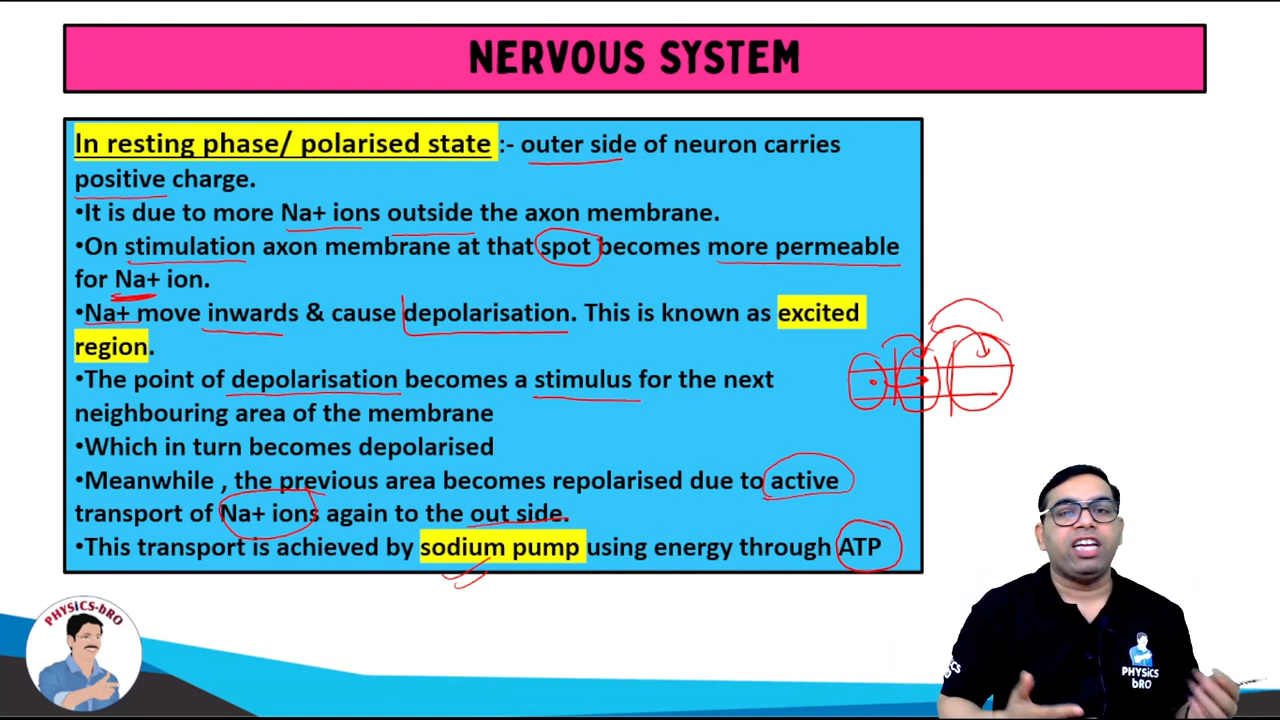 NERVOUS SYSTEM
In resting phase/ polarised state :- outer side of neuron carries
positive charge.
•It is due to more Na+ ions outside the axon membrane.
•On stimulation axon membrane at that spot becomes more permeable
for Na+ ion.
•Na+ move inwards & cause depolarisation. This is known as excited
region.
•The point of depolarisation becomes a stimulus for the next
neighbouring area of the membrane
•Which in turn becomes depolarised
•Meanwhile , the previous area becomes repolarised due to active
transport of Na+ ions again to the out side.
•This transport is achieved by sodium pump using energy through ATP
PHYSICS-bRO
PHYSiCS
bRO